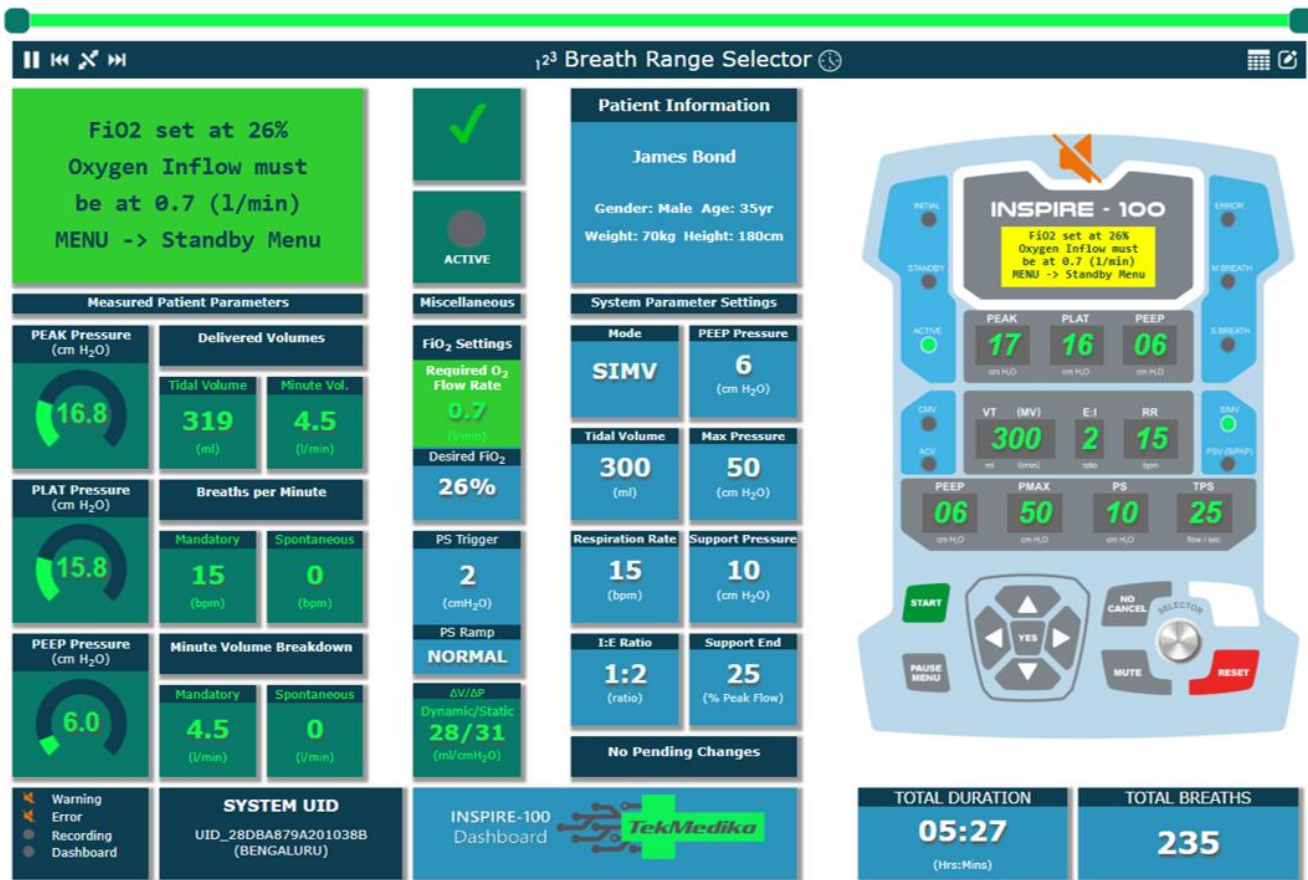 123 Breath Range Selector
FiO2 set at 26%
Oxygen Inflow must
be at 0.7 (l/min)
MENU -> Standby Menu
ACTIVE
Patient Information
James Bond
Gender: Male Age: 35yr
Weight: 70kg Height: 180cm
Measured Patient Parameters
PEAK Pressure
(cm H₂O)
16.8
Delivered Volumes
Tidal Volume
319
(ml)
Minute Vol.
4.5
(l/min)
PLAT Pressure
(cm H₂O)
15.8
Breaths per Minute
Mandatory
15
(bpm)
Spontaneous
0
(bpm)
PEEP Pressure
(cm H₂O)
6.0
Minute Volume Breakdown
Mandatory
4.5
(l/min)
Spontaneous
0
(l/min)
Miscellaneous
FiO₂ Settings
Required O₂
Flow Rate
0.7
(l/min)
Desired FiO₂
26%
PS Trigger
2
(cmH₂O)
PS Ramp
NORMAL
ΔV/ΔP
Dynamic/Static
28/31
(ml/cmH₂O)
System Parameter Settings
Mode
SIMV
PEEP Pressure
6
(cm H₂O)
Tidal Volume
300
(ml)
Max Pressure
50
(cm H₂O)
Respiration Rate
15
(bpm)
Support Pressure
10
(cm H₂O)
I:E Ratio
1:2
(ratio)
Support End
25
(% Peak Flow)
No Pending Changes
INSPIRE - 100
FiO2 set at 26%
Oxygen Inflow must
be at 0.7 (l/min)
MENU -> Standby Menu
INITIAL
STANDBY
ACTIVE
ERROR
M BREATH
S BREATH
PEAK PLAT PEEP
17 16 06
cm H₂O cm H₂O cm H₂O
CMV
ACV
VT (MV) E:I RR
300 2 15
ml (l/min) ratio bpm
SIMV
PSV (BPAP)
PEEP PMAX PS TPS
06 50 10 25
cm H₂O cm H₂O cm H₂O flow / sec
START
PAUSE
MENU
YES
NO
CANCEL
MUTE
SELECTOR
RESET
Warning
Error
Recording
Dashboard
SYSTEM UID
UID_28DBA879A201038B
(BENGALURU)
INSPIRE-100
Dashboard
TekMedika
TOTAL DURATION
05:27
(Hrs:Mins)
TOTAL BREATHS
235